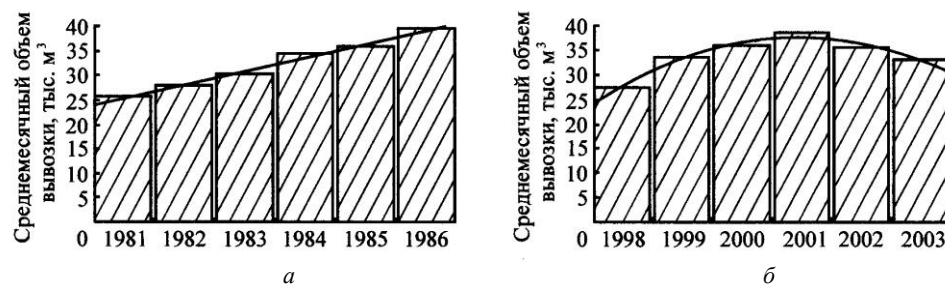 Среднемесячный объем
вывозки, тыс. м³
40
35
30
25
20
15
10
5
0
1981 1982 1983 1984 1985 1986
а
Среднемесячный объем
вывозки, тыс. м³
40
35
30
25
20
15
10
5
0
1998 1999 2000 2001 2002 2003
б